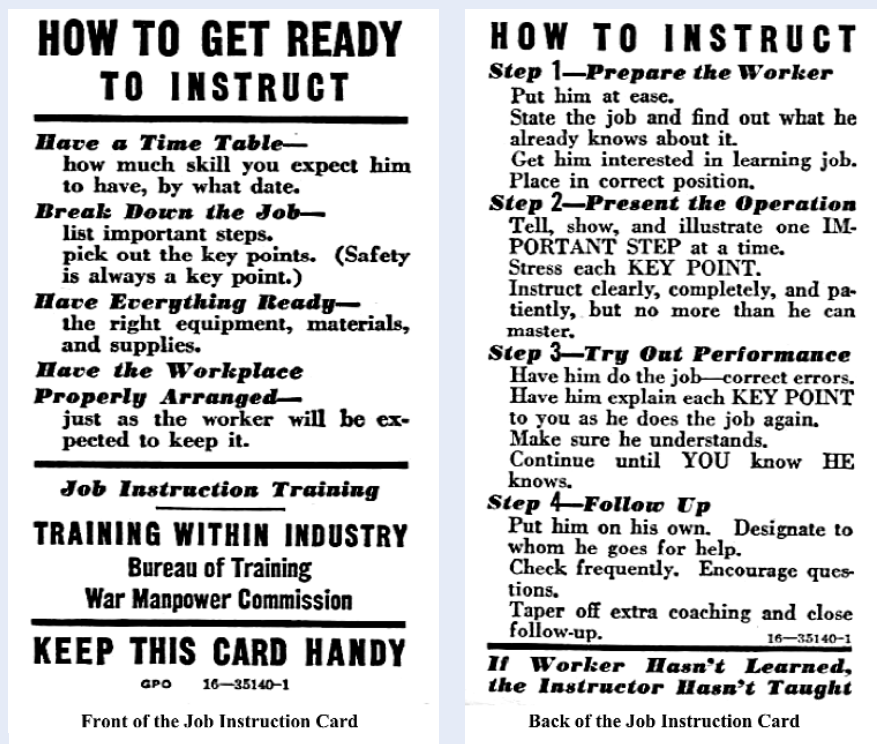 HOW TO GET READY
TO INSTRUCT
Have a Time Table—
how much skill you expect him
to have, by what date.
Break Down the Job—
list important steps.
pick out the key points. (Safety
is always a key point.)
Have Everything Ready—
the right equipment, materials,
and supplies.
Have the Workplace
Properly Arranged—
just as the worker will be ex-
pected to keep it.
Job Instruction Training
TRAINING WITHIN INDUSTRY
Bureau of Training
War Manpower Commission
KEEP THIS CARD HANDY
GPO 16—35140-1
Front of the Job Instruction Card
HOW TO INSTRUCT
Step 1—Prepare the Worker
Put him at ease.
State the job and find out what he
already knows about it.
Get him interested in learning job.
Place in correct position.
Step 2—Present the Operation
Tell, show, and illustrate one IM-
PORTANT STEP at a time.
Stress each KEY POINT.
Instruct clearly, completely, and pa-
tiently, but no more than he can
master.
Step 3—Try Out Performance
Have him do the job—correct errors.
Have him explain each KEY POINT
to you as he does the job again.
Make sure he understands.
Continue until YOU know HE
knows.
Step 4—Follow Up
Put him on his own. Designate to
whom he goes for help.
Check frequently. Encourage ques-
tions.
Taper off extra coaching and close
follow-up.
16—35140-1
If Worker Hasn't Learned,
the Instructor Hasn't Taught
Back of the Job Instruction Card